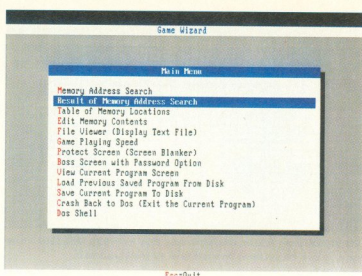 Game Wizard
Main Menu
Memory Address Search
Result of Memory Address Search
Table of Memory Locations
Edit Memory Contents
File Viewer (Display Text File)
Game Playing Speed
Protect Screen (Screen Blanker)
Boss Screen with Password Option
View Current Program Screen
Load Previous Saved Program From Disk
Save Current Program To Disk
Crash Back to Dos (Exit the Current Program)
Dos Shell
Esc=Quit